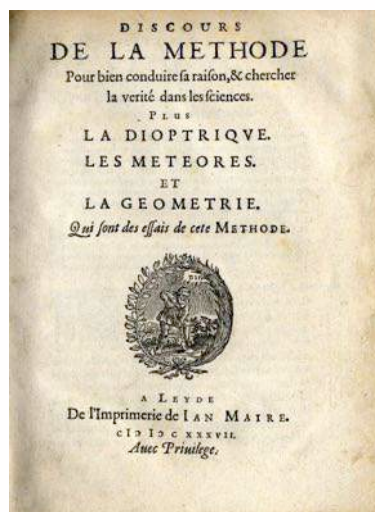 DISCOURS
DE LA METHODE
Pour bien conduire sa raison, & chercher
la verité dans les sciences.
PLUS
LA DIOPTRIQVE.
LES METEORES.
ET
LA GEOMETRIE.
Qui sont des essais de cete METHODE.
A LEYDE
De l'Imprimerie de IAN MAIRE.
cIↄ Iↄ c xxxvii.
Auec Priuilege.